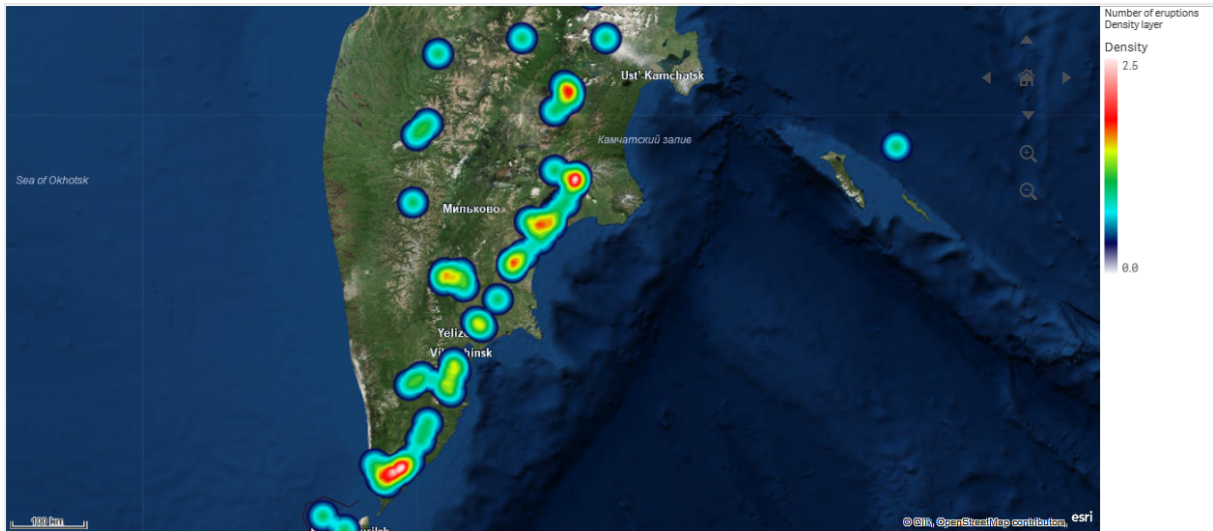 Number of eruptions
Density layer
Density
2.5
0.0
Ust'-Kamchatsk
Камчатский залив
Sea of Okhotsk
Мильково
100 km
© Qlik, OpenStreetMap contributors,
esri